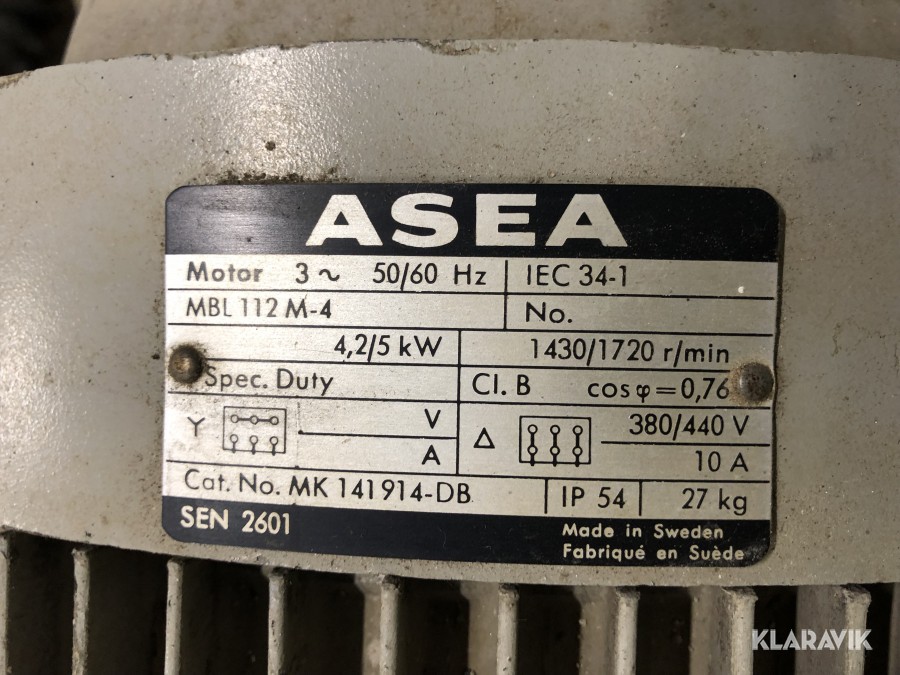 ASEA
Motor 3~ 50/60 Hz IEC 34-1
MBL 112 M-4 No.
4,2/5 kW 1430/1720 r/min
Spec. Duty Cl. B cos φ=0,76
Y V Δ 380/440 V
A 10 A
Cat. No. MK 141 914-DB IP 54 27 kg
SEN 2601
Made in Sweden
Fabriqué en Suède
KLARAVIK